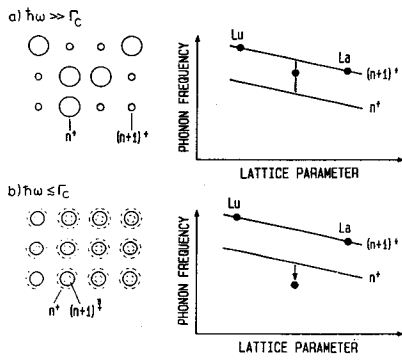 a) ħω >> Γc
n+
(n+1)+
PHONON FREQUENCY
Lu
La
(n+1)+
n+
LATTICE PARAMETER
b) ħω ≤ Γc
n+
(n+1)+
PHONON FREQUENCY
Lu
La
(n+1)+
n+
LATTICE PARAMETER